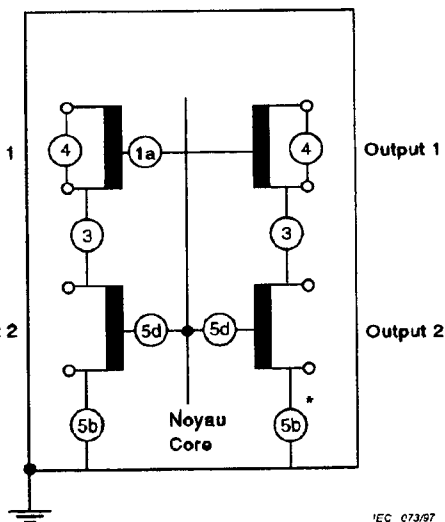 4
1a
4
1
Output 1
3
3
5d
5d
2
Output 2
5b
*
5b
Noyau
Core
IEC 073/97